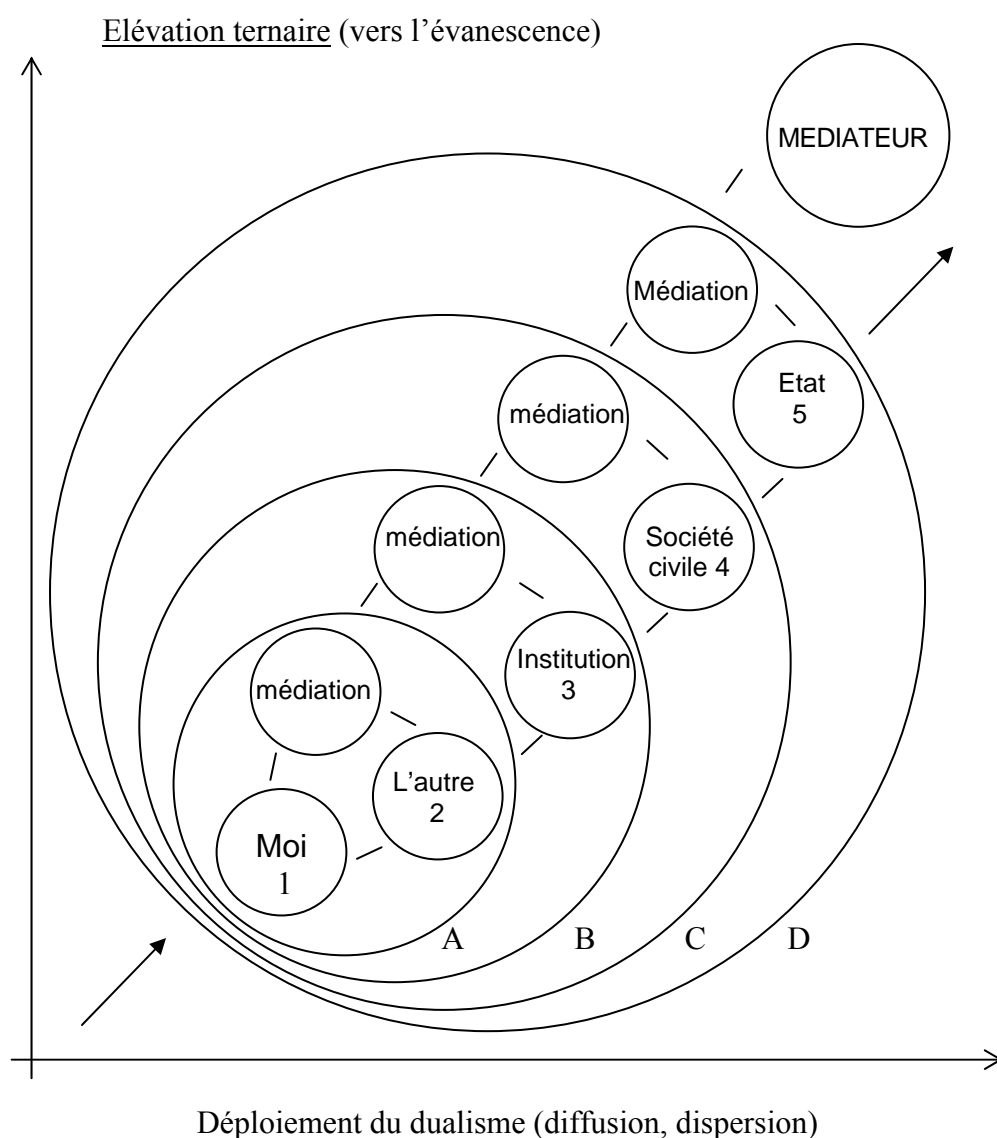 Elévation ternaire (vers l’évanescence)
MEDIATEUR
Médiation
Etat
5
médiation
Société
civile 4
médiation
Institution
3
médiation
L’autre
2
Moi
1
A B C D
Déploiement du dualisme (diffusion, dispersion)